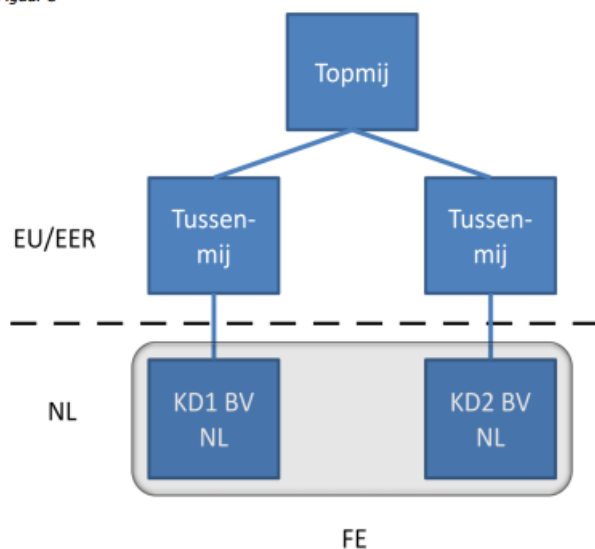 Topmij
Tussen-
mij
Tussen-
mij
EU/EER
KD1 BV
NL
KD2 BV
NL
NL
FE